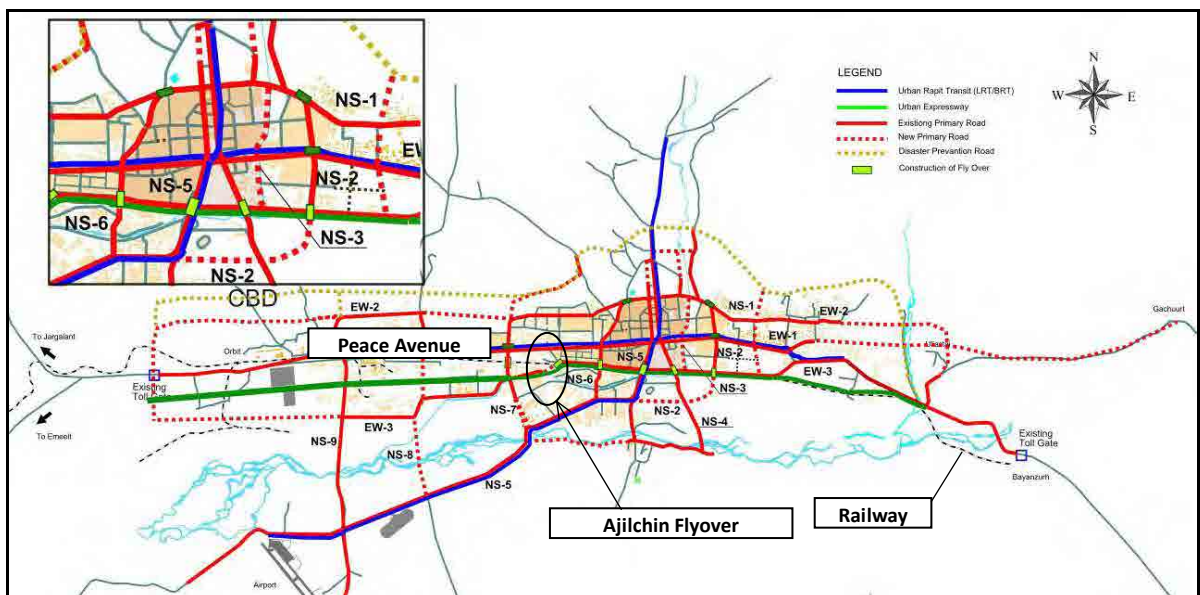 NS-1
EW
NS-5
NS-2
NS-6
NS-3
NS-2
CBD
LEGEND
Urban Rapit Transit (LRT/BRT)
Urban Expressway
Existiong Primary Road
New Primary Road
Disaster Prevantion Road
Construction of Fly Over
N
W
E
S
To Jargalant
Orbit
EW-2
Peace Avenue
NS-1
EW-2
EW-1
Gachuurt
Existing
Toll Gate
NS-5
NS-2
EW-3
NS-6
NS-3
To Emeelt
NS-7
NS-2
EW-3
NS-4
NS-9
NS-8
NS-5
Existing
Toll Gate
Bayanzurh
Ajilchin Flyover
Railway
Airport